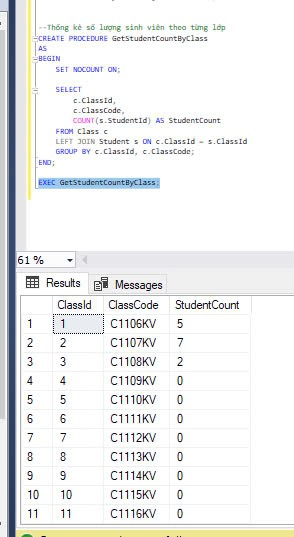 --Thống kê số lượng sinh viên theo từng lớp
CREATE PROCEDURE GetStudentCountByClass
AS
BEGIN
SET NOCOUNT ON;
SELECT
c.ClassId,
c.ClassCode,
COUNT(s.StudentId) AS StudentCount
FROM Class c
LEFT JOIN Student s ON c.ClassId = s.ClassId
GROUP BY c.ClassId, c.ClassCode;
END;
EXEC GetStudentCountByClass;
61 %
Results Messages
ClassId ClassCode StudentCount
1 1 C1106KV 5
2 2 C1107KV 7
3 3 C1108KV 2
4 4 C1109KV 0
5 5 C1110KV 0
6 6 C1111KV 0
7 7 C1112KV 0
8 8 C1113KV 0
9 9 C1114KV 0
10 10 C1115KV 0
11 11 C1116KV 0